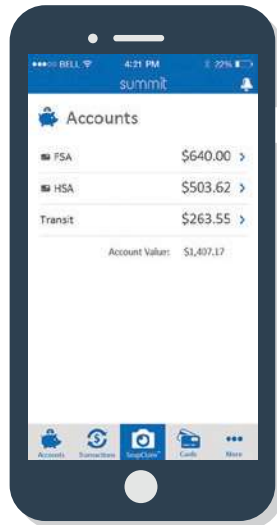 BELL 4:21 PM 22%
summit
Accounts
FSA $640.00 >
HSA $503.62 >
Transit $263.55 >
Account Value: $1,407.17
Accounts Transactions SnapClaim™ Cards More